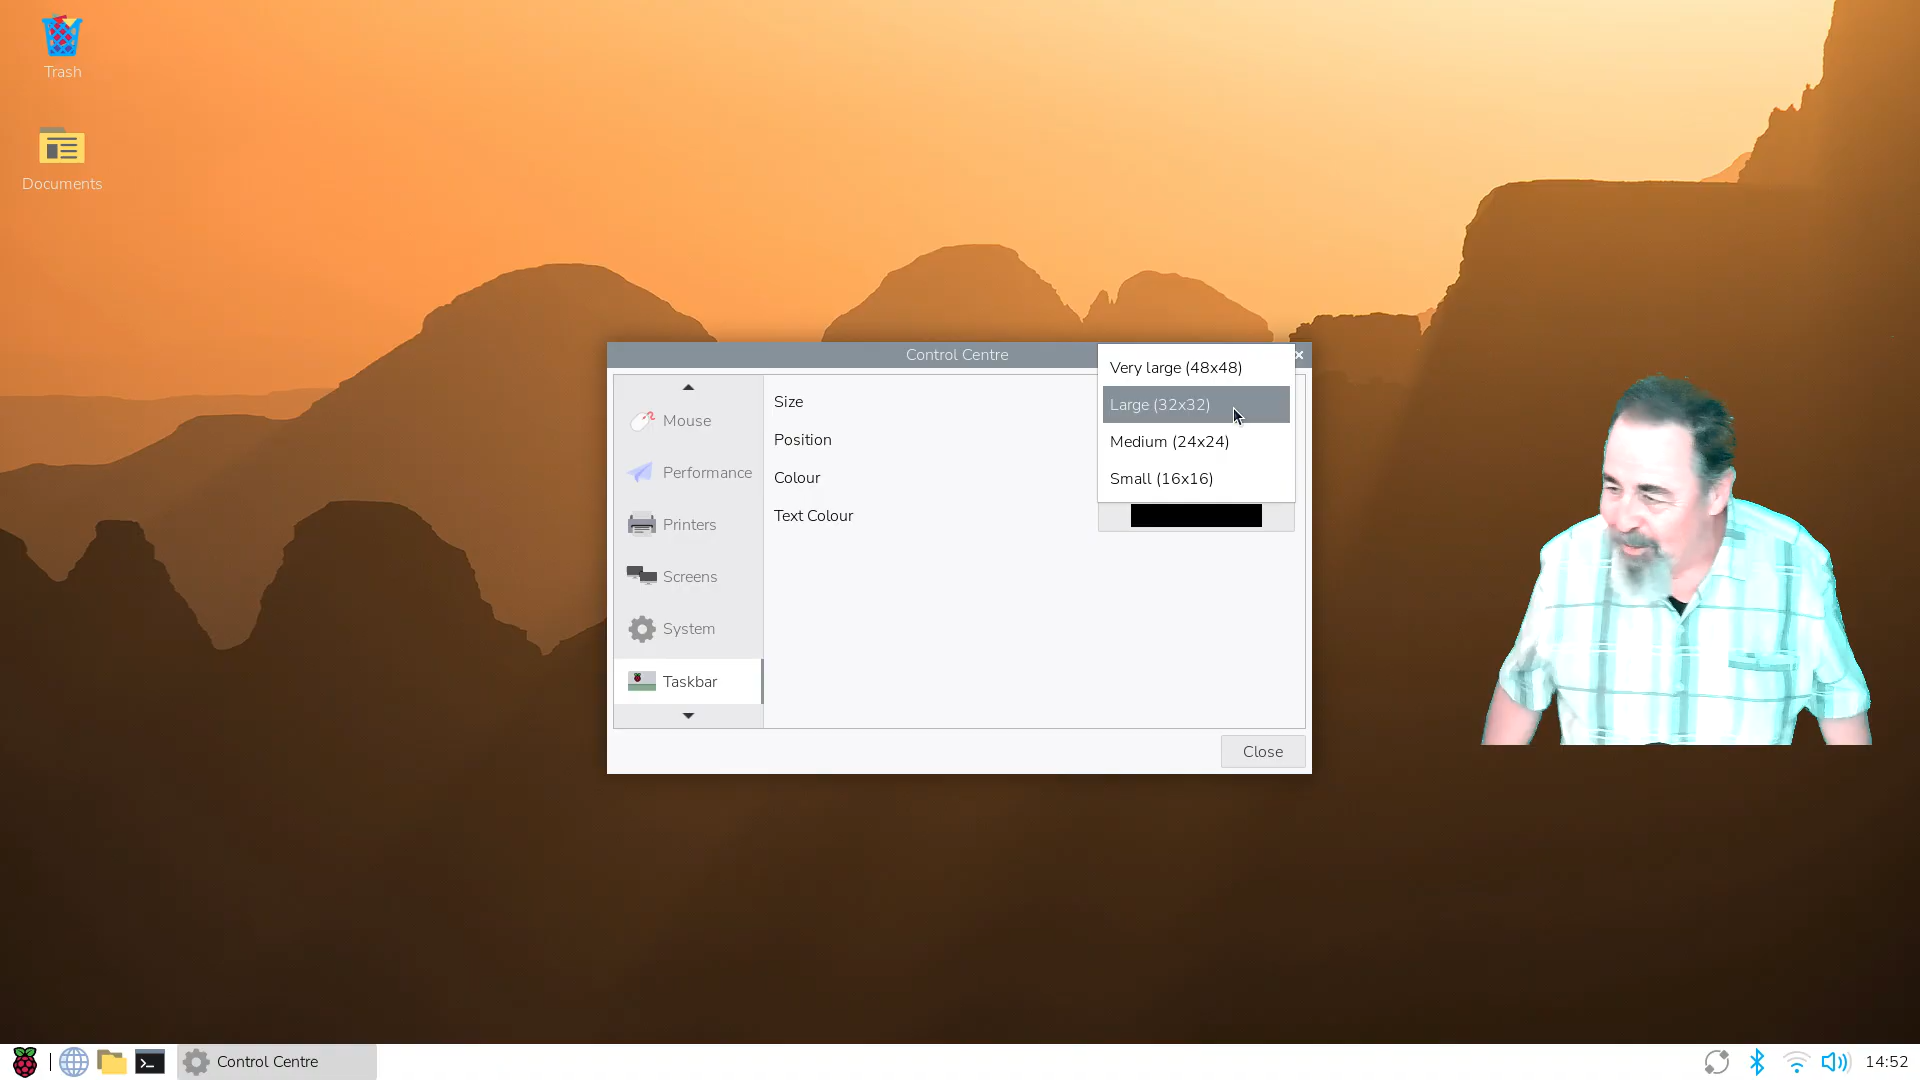 Trash
Documents
Control Centre
Mouse
Performance
Printers
Screens
System
Taskbar
Size
Position
Colour
Text Colour
Very large (48x48)
Large (32x32)
Medium (24x24)
Small (16x16)
Close
Control Centre
14:52